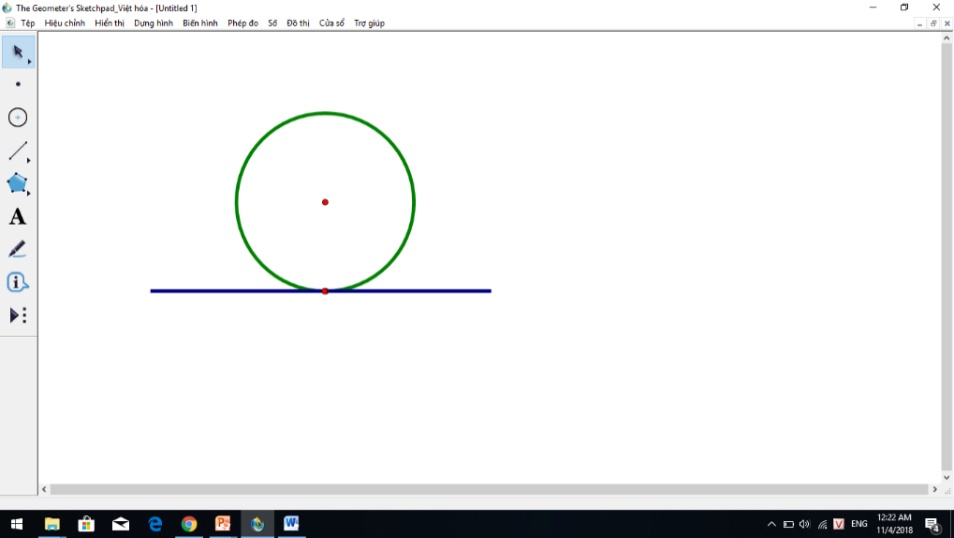 The Geometer's Sketchpad_Việt hóa - [Untitled 1]
Tệp Hiệu chỉnh Hiển thị Dựng hình Biến hình Phép đo Số Đồ thị Cửa sổ Trợ giúp
A
i
V ENG 12:22 AM
11/4/2018
4